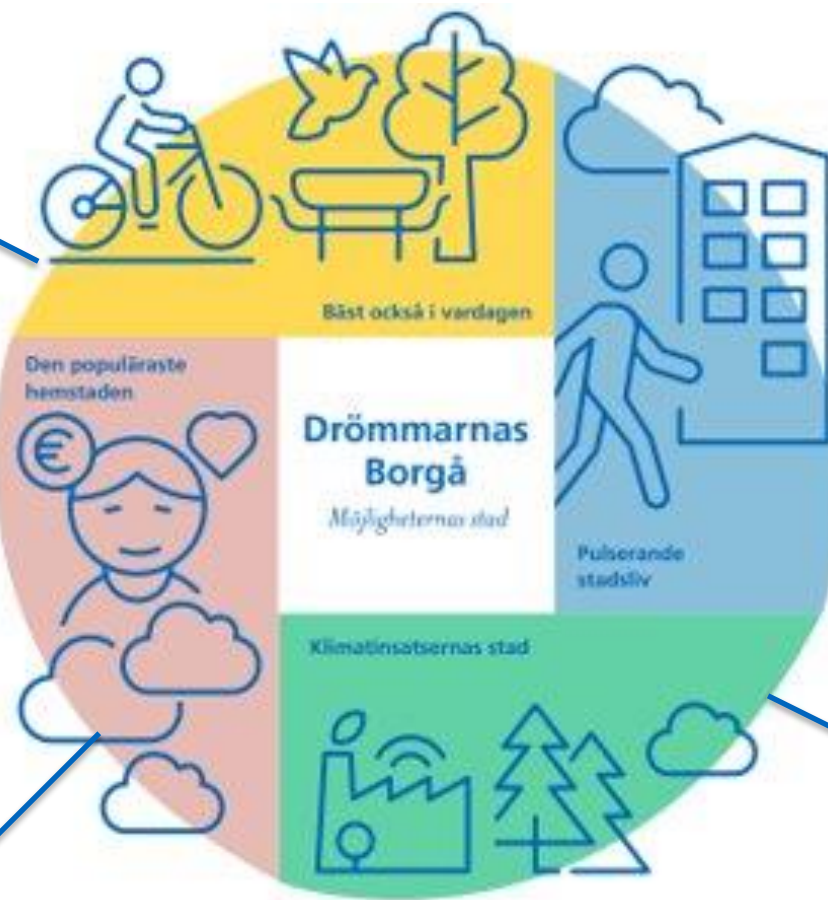 Bäst också i vardagen
Den populäraste
hemstaden
€
Drömmarnas
Borgå
Möjligheternas stad
Pulserande
stadsliv
Klimatinsatsernas stad